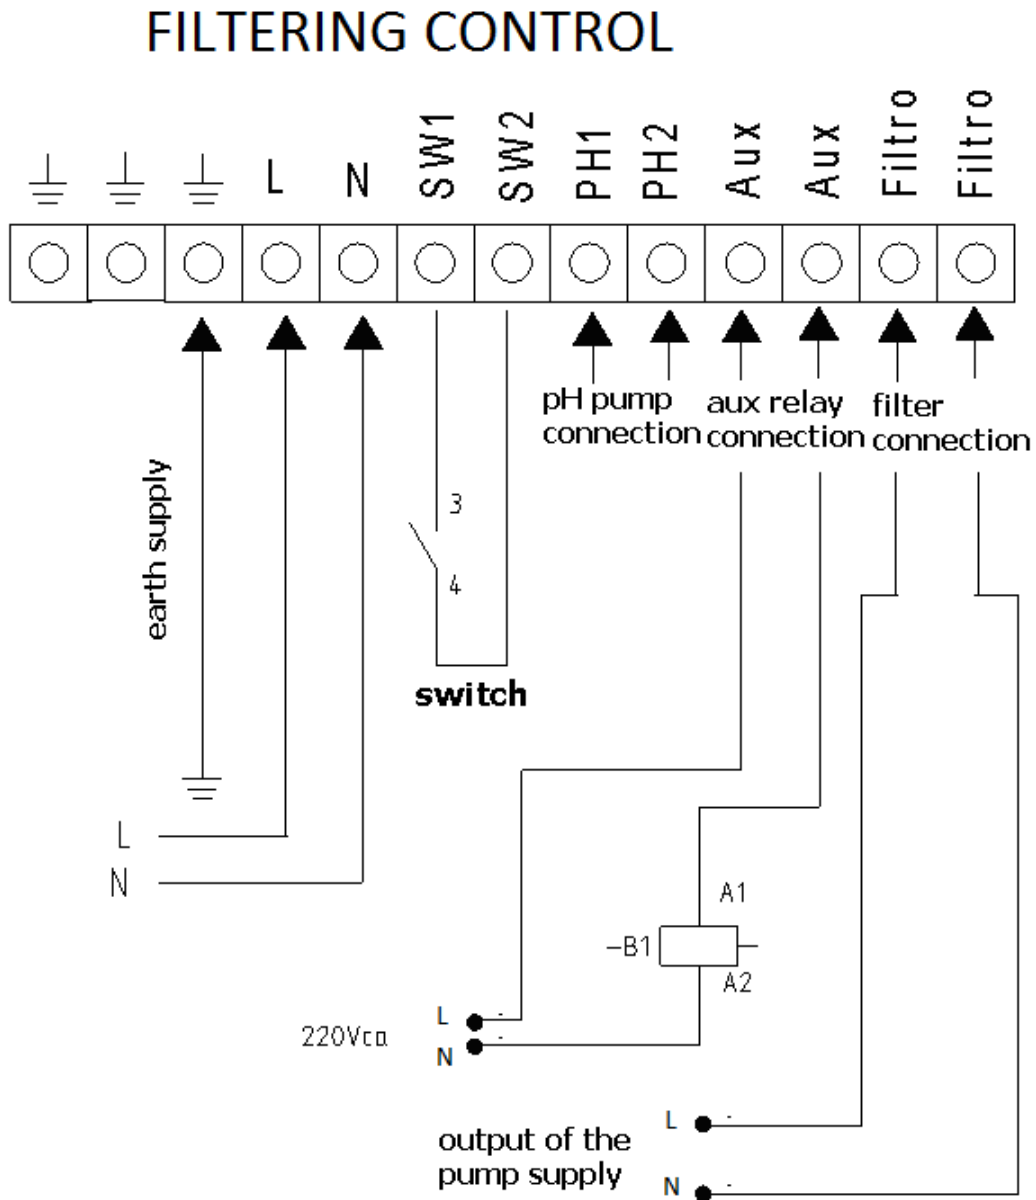 FILTERING CONTROL
L
N
SW1
SW2
PH1
PH2
Aux
Aux
Filtro
Filtro
pH pump
connection
aux relay
connection
filter
connection
earth supply
3
4
switch
L
N
A1
-B1
A2
220Vca
L
N
output of the
pump supply
L
N